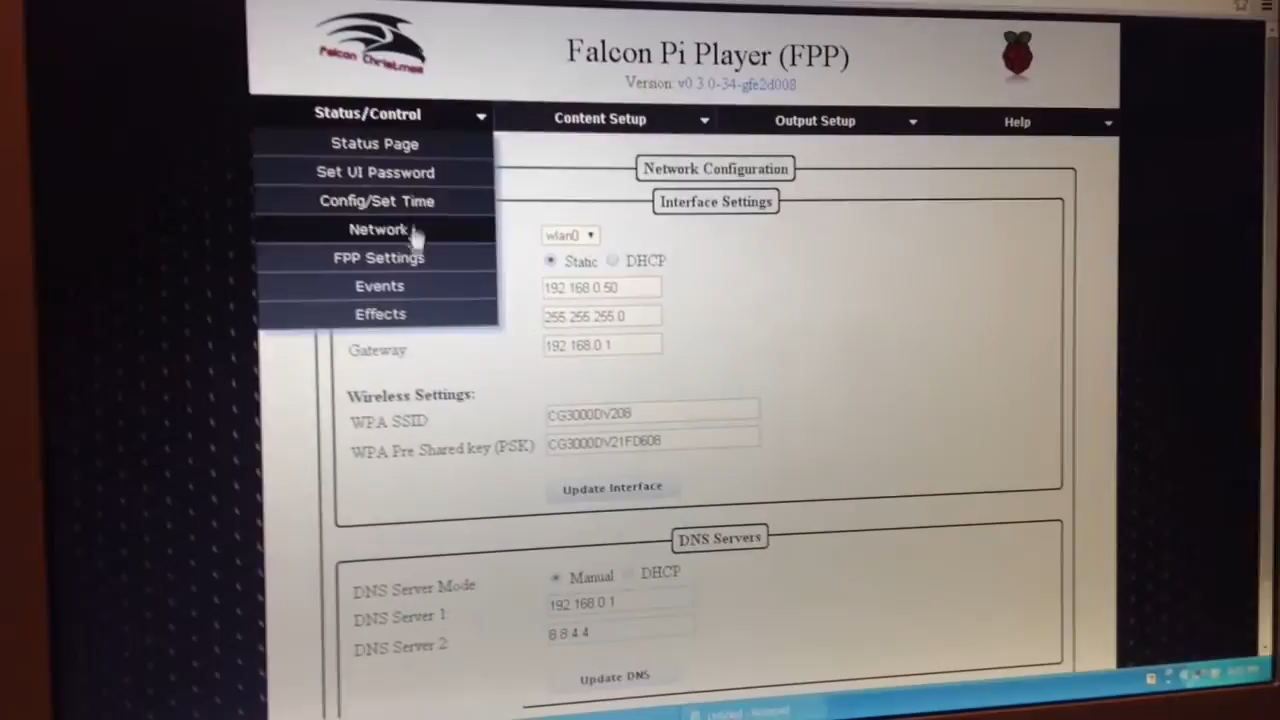 Falcon Christmas
Falcon Pi Player (FPP)
Version: v0.3.0-34-gfe2d008
Status/Control
Content Setup
Output Setup
Help
Status Page
Set UI Password
Config/Set Time
Network
FPP Settings
Events
Effects
Network Configuration
Interface Settings
wlan0
Static DHCP
192.168.0.50
255.255.255.0
Gateway 192.168.0.1
Wireless Settings:
WPA SSID CG3000DV208
WPA Pre Shared key (PSK) CG3000DV21FD608
Update Interface
DNS Servers
DNS Server Mode Manual DHCP
DNS Server 1 192.168.0.1
DNS Server 2 8.8.4.4
Update DNS
Untitled - Notepad